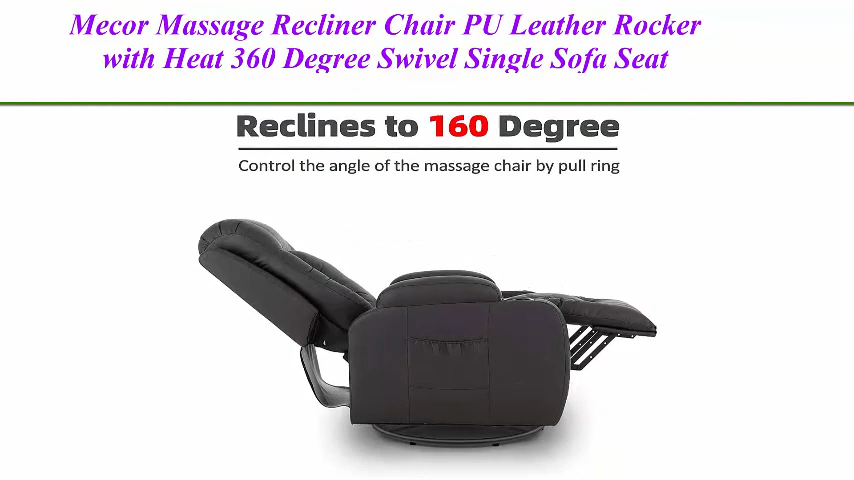 Mecor Massage Recliner Chair PU Leather Rocker
with Heat 360 Degree Swivel Single Sofa Seat
Reclines to 160 Degree
Control the angle of the massage chair by pull ring